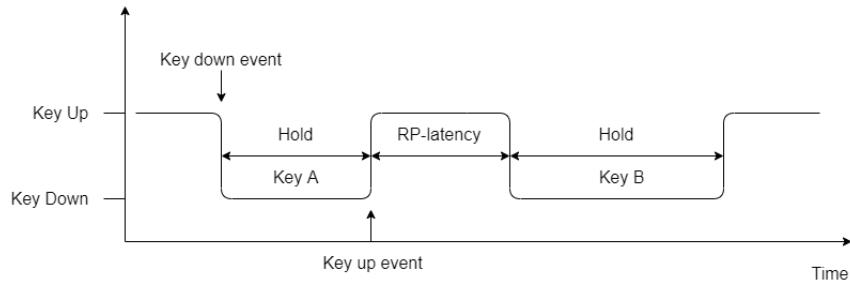 Key down event
Key Up
Hold
RP-latency
Hold
Key A
Key B
Key Down
Key up event
Time